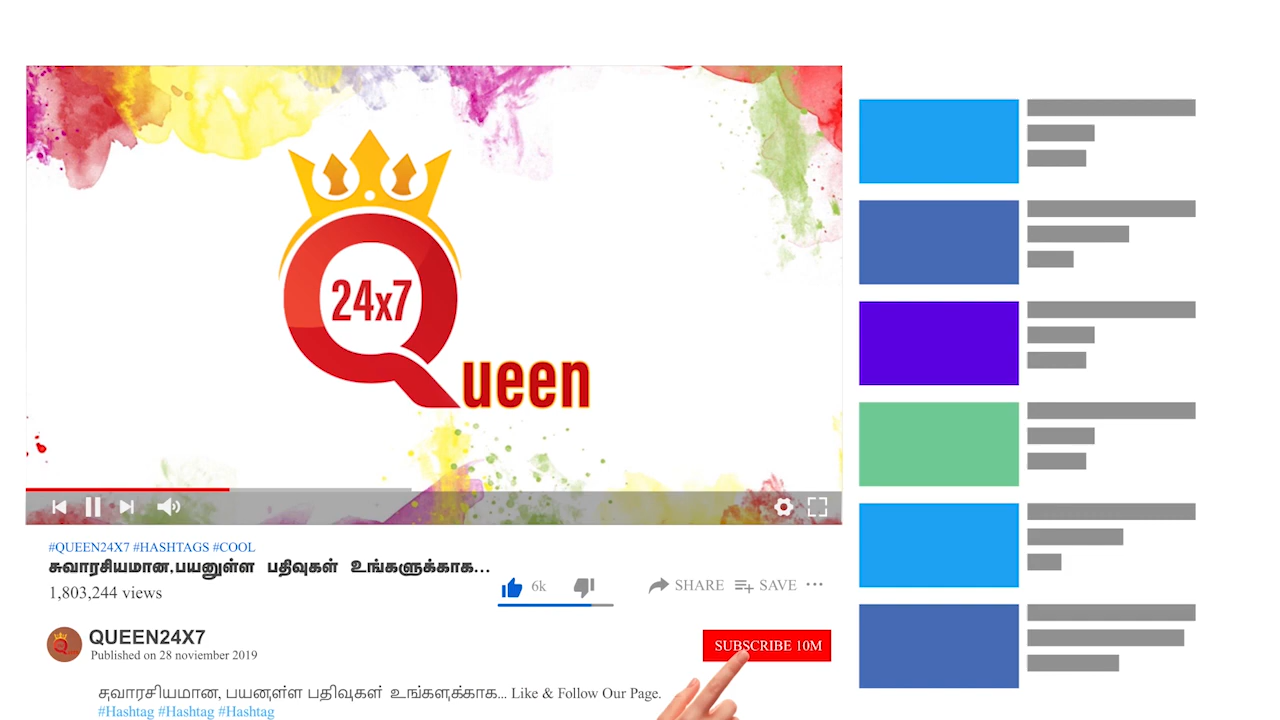 24x7
Queen
#QUEEN24X7 #HASHTAGS #COOL
சுவாரசியமான,பயனுள்ள பதிவுகள் உங்களுக்காக...
1,803,244 views
6k
SHARE
SAVE
QUEEN24X7
Published on 28 noviember 2019
SUBSCRIBE 10M
சுவாரசியமான, பயனுள்ள பதிவுகள் உங்களுக்காக... Like & Follow Our Page.
#Hashtag #Hashtag #Hashtag